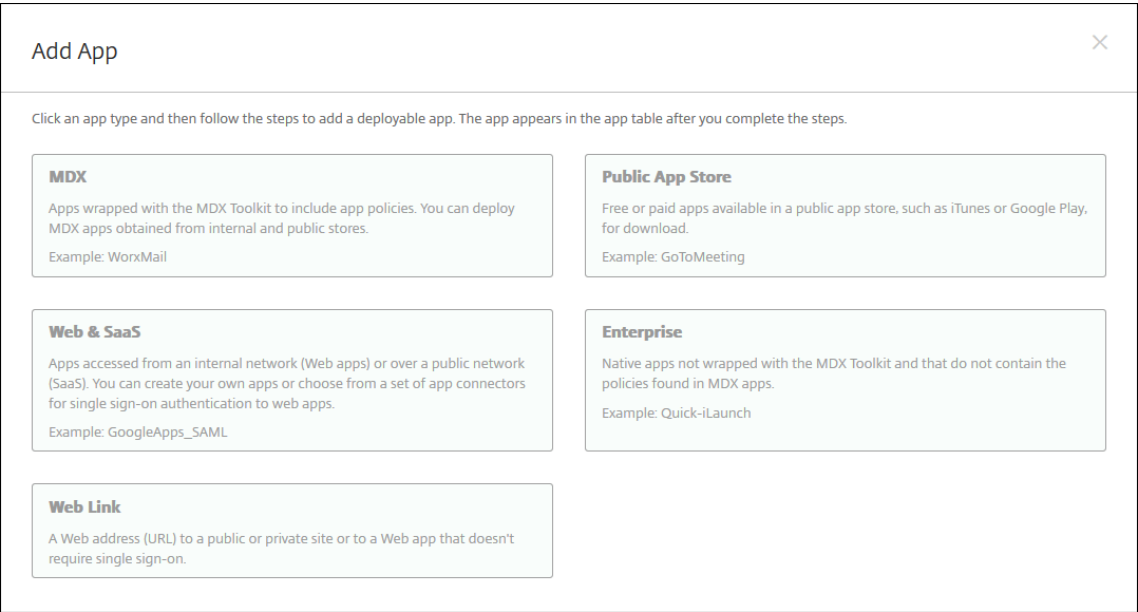 Add App
Click an app type and then follow the steps to add a deployable app. The app appears in the app table after you complete the steps.
MDX
Apps wrapped with the MDX Toolkit to include app policies. You can deploy
MDX apps obtained from internal and public stores.
Example: WorxMail
Public App Store
Free or paid apps available in a public app store, such as iTunes or Google Play,
for download.
Example: GoToMeeting
Web & SaaS
Apps accessed from an internal network (Web apps) or over a public network
(SaaS). You can create your own apps or choose from a set of app connectors
for single sign-on authentication to web apps.
Example: GoogleApps_SAML
Enterprise
Native apps not wrapped with the MDX Toolkit and that do not contain the
policies found in MDX apps.
Example: Quick-iLaunch
Web Link
A Web address (URL) to a public or private site or to a Web app that doesn't
require single sign-on.